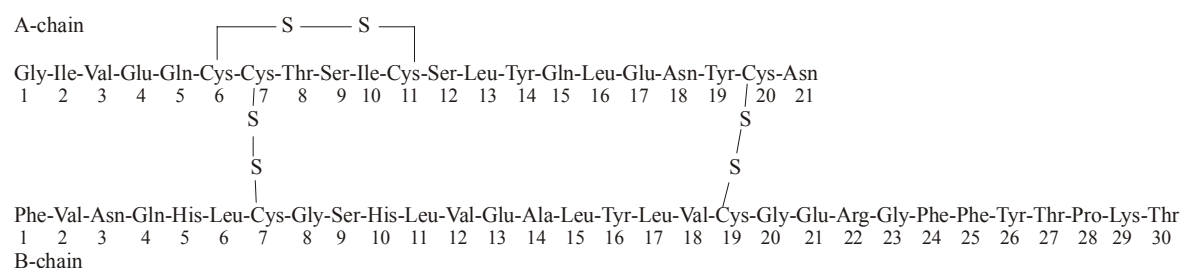 A-chain
S S
Gly-Ile-Val-Glu-Gln-Cys-Cys-Thr-Ser-Ile-Cys-Ser-Leu-Tyr-Gln-Leu-Glu-Asn-Tyr-Cys-Asn
1 2 3 4 5 6 7 8 9 10 11 12 13 14 15 16 17 18 19 20 21
S S
S S
Phe-Val-Asn-Gln-His-Leu-Cys-Gly-Ser-His-Leu-Val-Glu-Ala-Leu-Tyr-Leu-Val-Cys-Gly-Glu-Arg-Gly-Phe-Phe-Tyr-Thr-Pro-Lys-Thr
1 2 3 4 5 6 7 8 9 10 11 12 13 14 15 16 17 18 19 20 21 22 23 24 25 26 27 28 29 30
B-chain